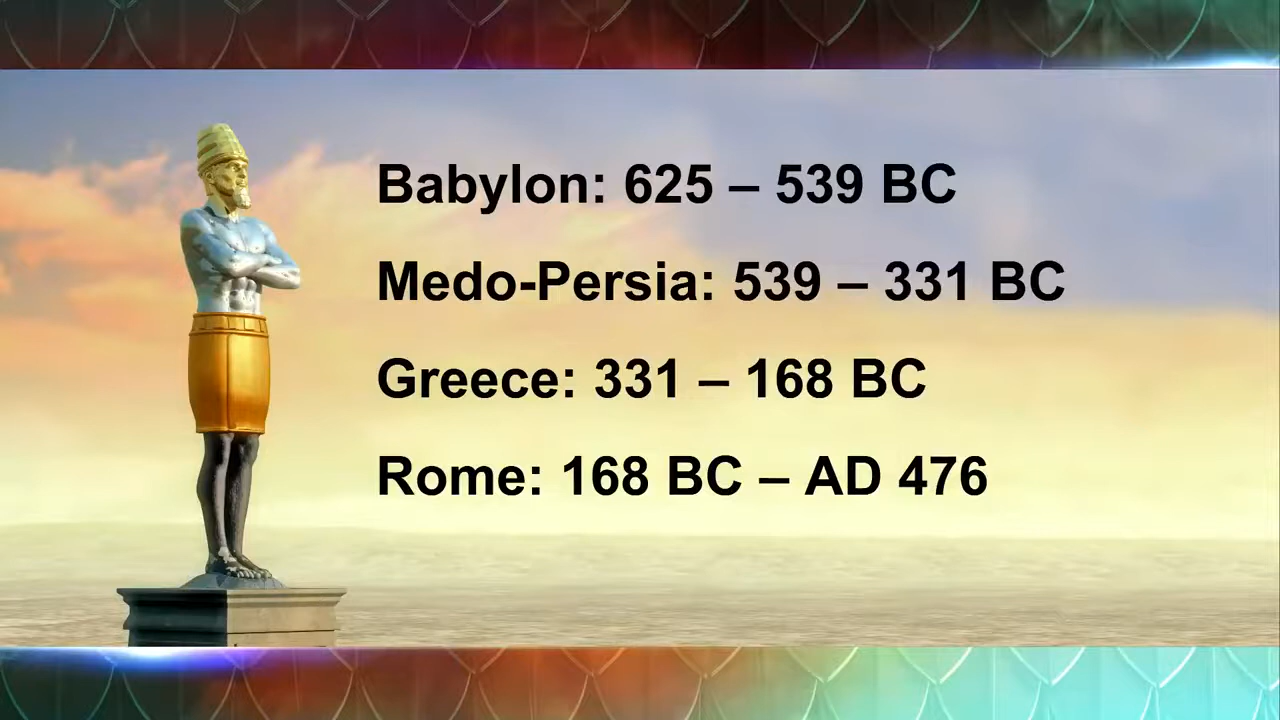 Babylon: 625 – 539 BC
Medo-Persia: 539 – 331 BC
Greece: 331 – 168 BC
Rome: 168 BC – AD 476